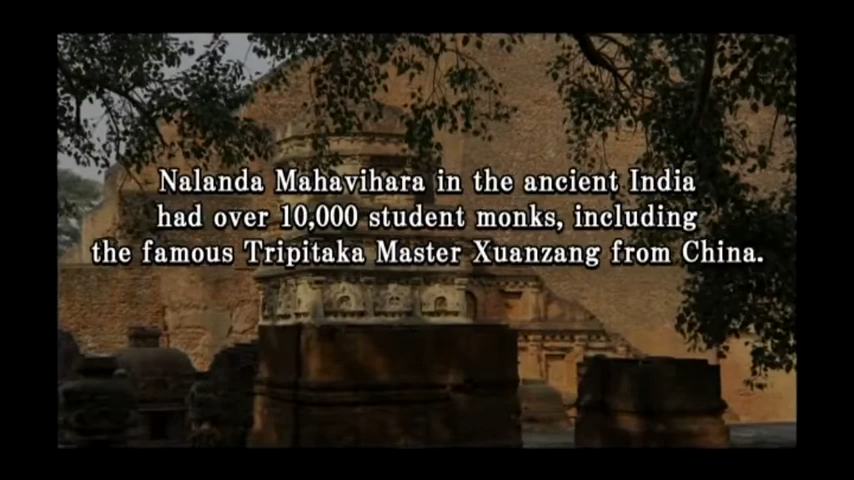 Nalanda Mahavihara in the ancient India
had over 10,000 student monks, including
the famous Tripitaka Master Xuanzang from China.